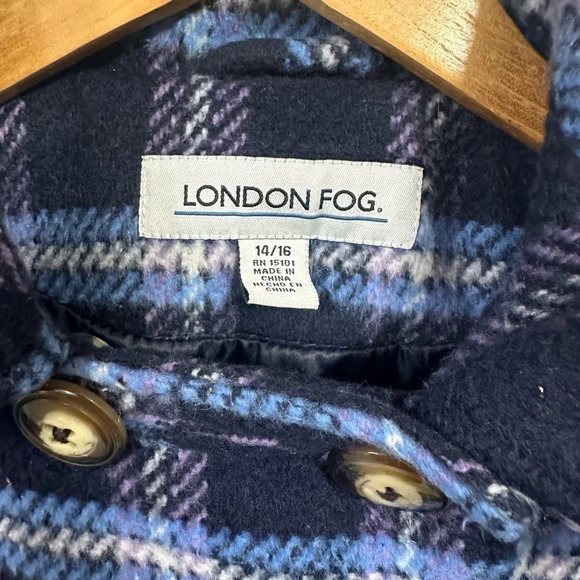 LONDON FOG.
14/16
RN 15101
MADE IN
CHINA
HECHO EN
CHINA